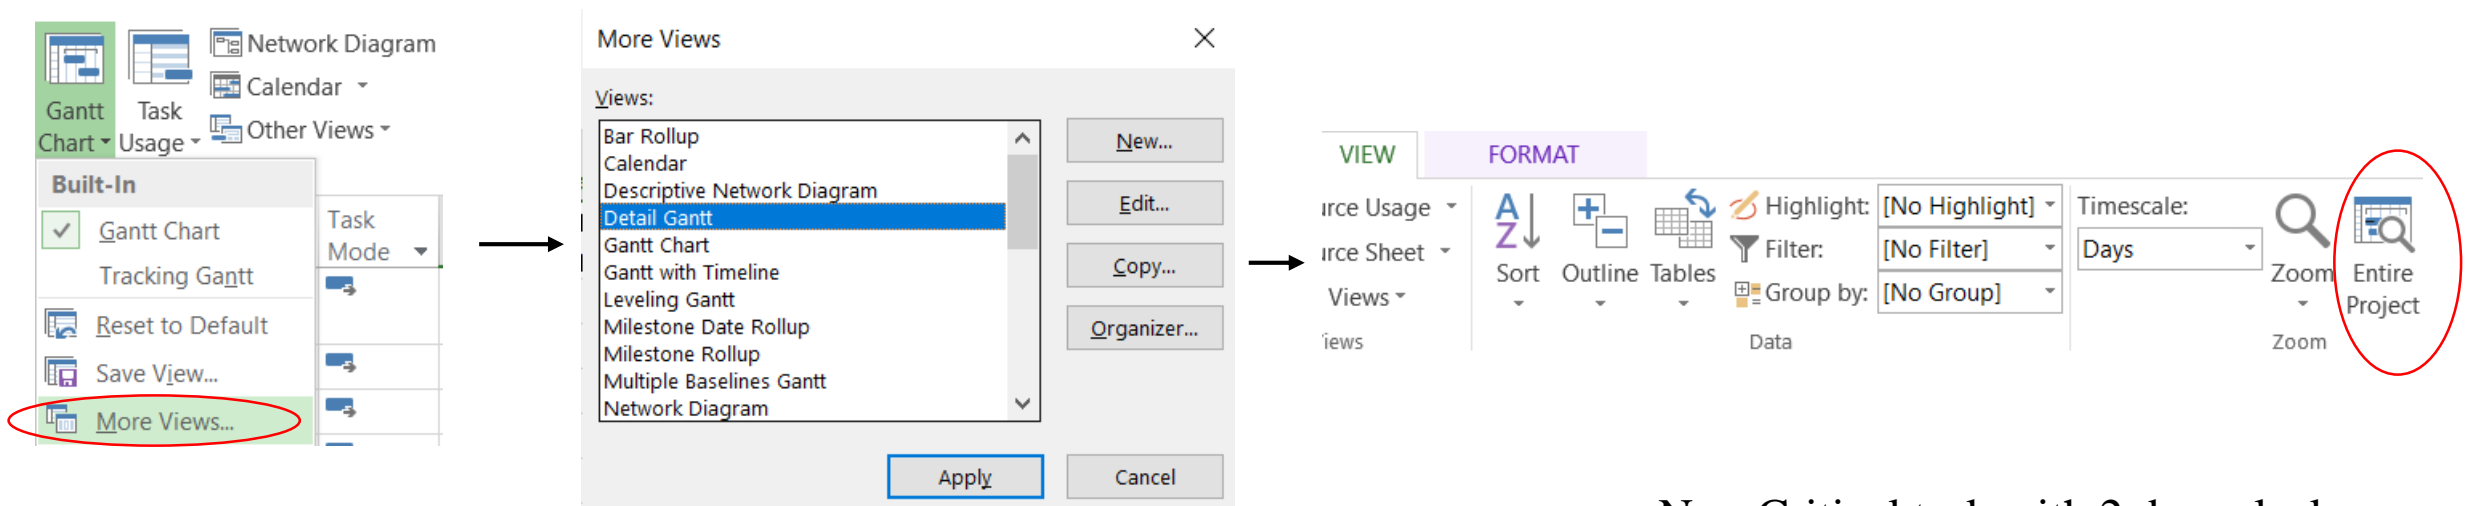 Network Diagram
Calendar
Other Views
Gantt
Chart
Task
Usage
Built-In
Gantt Chart
Tracking Gantt
Reset to Default
Save View...
More Views...
Task
Mode
More Views
Views:
Bar Rollup
Calendar
Descriptive Network Diagram
Detail Gantt
Gantt Chart
Gantt with Timeline
Leveling Gantt
Milestone Date Rollup
Milestone Rollup
Multiple Baselines Gantt
Network Diagram
New...
Edit...
Copy...
Organizer...
Apply
Cancel
VIEW
FORMAT
urce Usage
urce Sheet
Views
iews
A
Z
Sort
Outline
Tables
Highlight: [No Highlight]
Filter: [No Filter]
Group by: [No Group]
Data
Timescale:
Days
Zoom
Entire
Project
Zoom